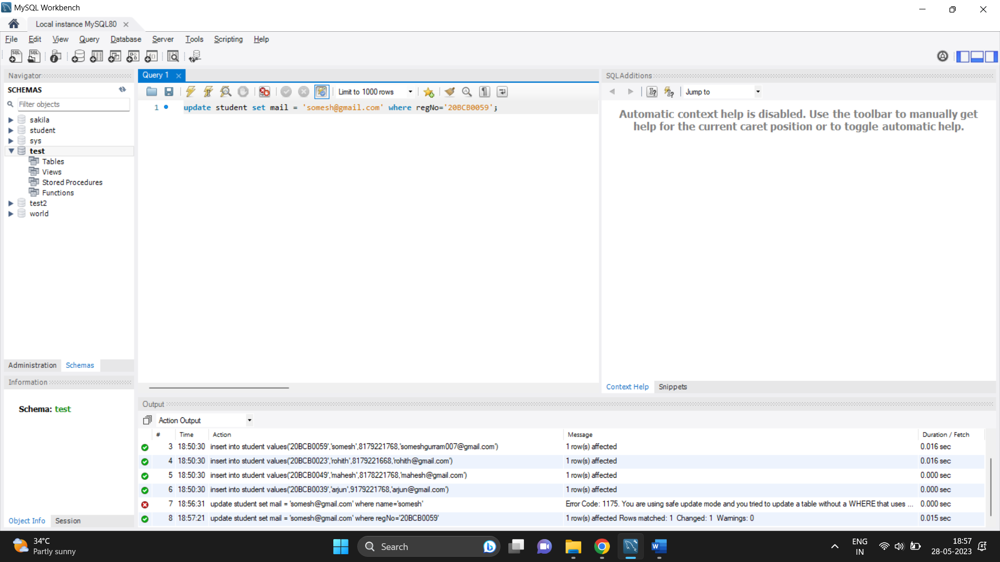 MySQL Workbench
Local instance MySQL80
File Edit View Query Database Server Tools Scripting Help
Navigator
SCHEMAS
Filter objects
sakila
student
sys
test
Tables
Views
Stored Procedures
Functions
test2
world
Administration Schemas
Information
Schema: test
Object Info Session
Query 1
Limit to 1000 rows
1 update student set mail = 'somesh@gmail.com' where regNo='20BCB0059';
SQLAdditions
Jump to
Automatic context help is disabled. Use the toolbar to manually get
help for the current caret position or to toggle automatic help.
Context Help Snippets
Output
Action Output
# Time Action Message Duration / Fetch
3 18:50:30 insert into student values('20BCB0059','somesh',8179221768,'someshgurram007@gmail.com') 1 row(s) affected 0.016 sec
4 18:50:30 insert into student values('20BCB0023','rohith',8179221668,'rohith@gmail.com') 1 row(s) affected 0.016 sec
5 18:50:30 insert into student values('20BCB0049','mahesh',8178221768,'mahesh@gmail.com') 1 row(s) affected 0.000 sec
6 18:50:30 insert into student values('20BCB0039','arjun',9179221768,'arjun@gmail.com') 1 row(s) affected 0.000 sec
7 18:56:31 update student set mail = 'somesh@gmail.com' where name='somesh' Error Code: 1175. You are using safe update mode and you tried to update a table without a WHERE that uses ... 0.000 sec
8 18:57:21 update student set mail = 'somesh@gmail.com' where regNo='20BCB0059' 1 row(s) affected Rows matched: 1 Changed: 1 Warnings: 0 0.015 sec
34°C
Partly sunny
Search
ENG
IN
18:57
28-05-2023